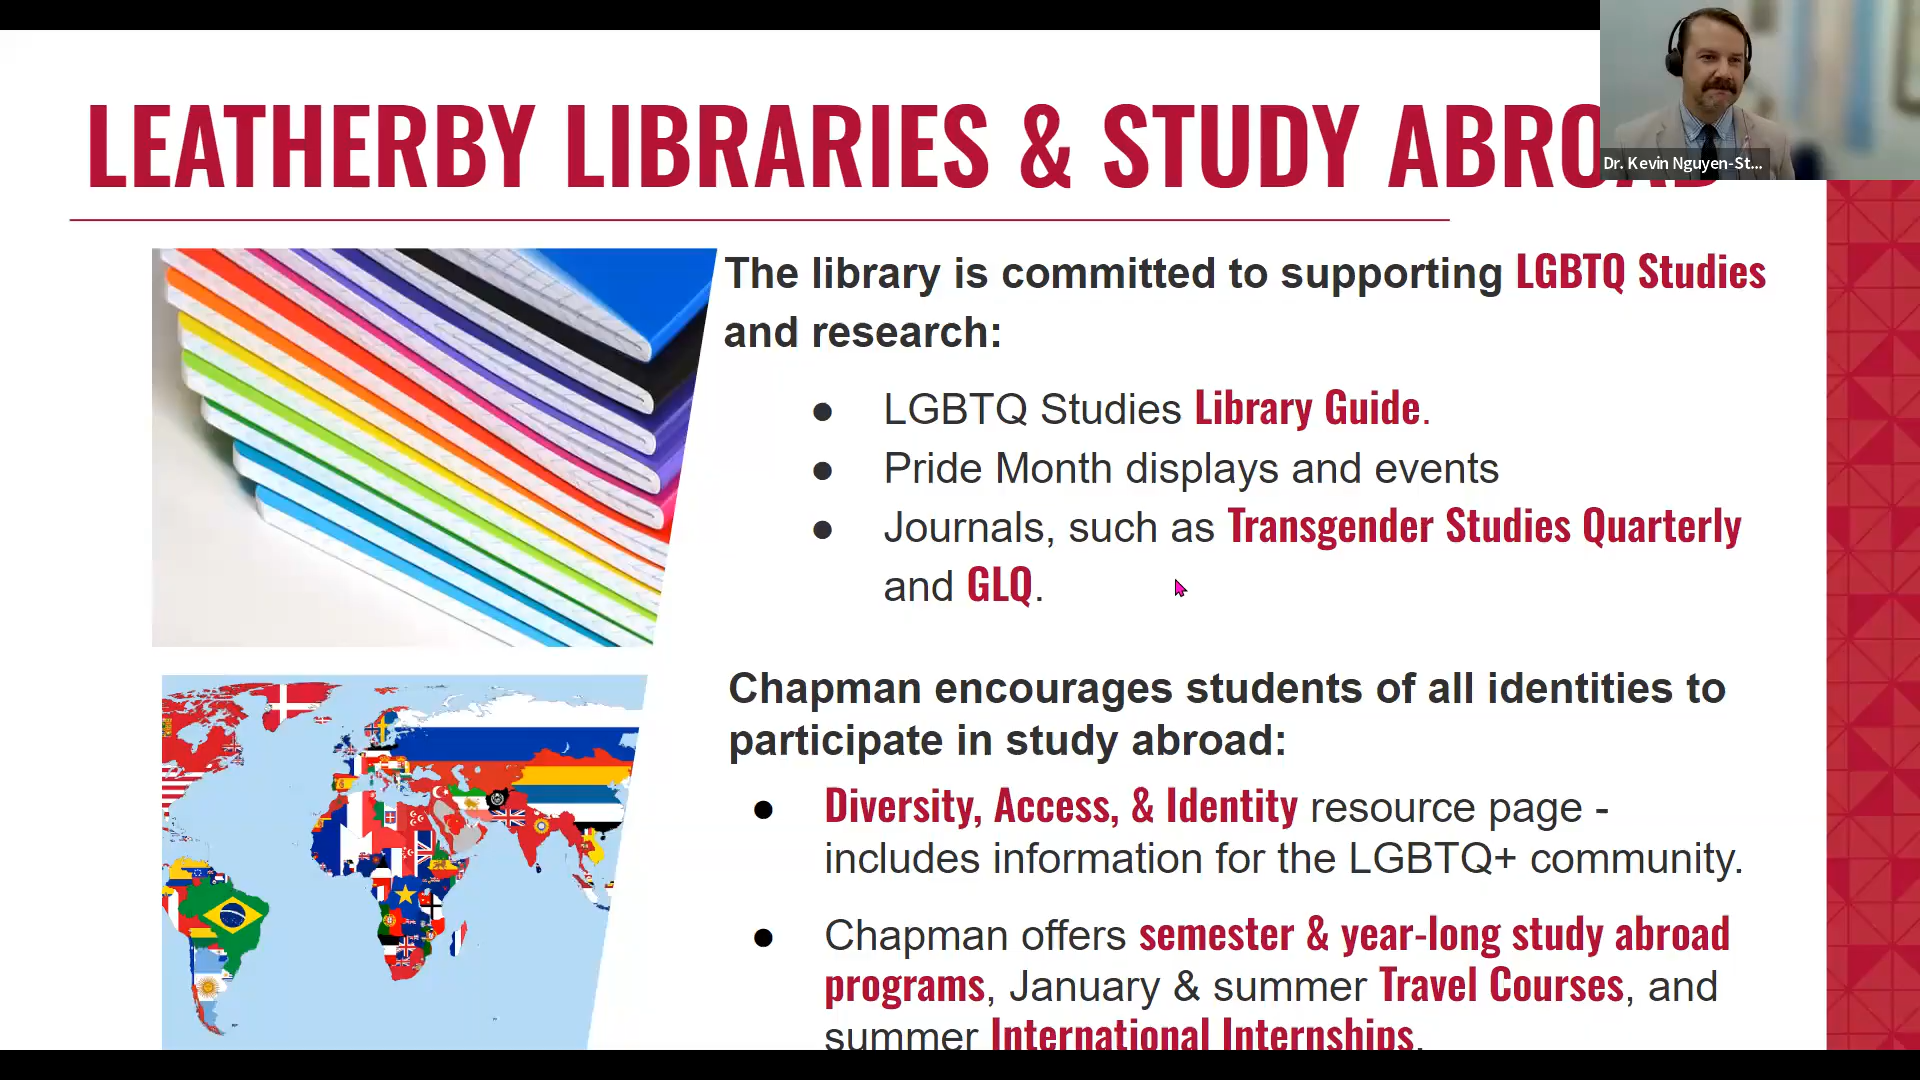 LEATHERBY LIBRARIES & STUDY ABROAD
Dr. Kevin Nguyen-St...
The library is committed to supporting LGBTQ Studies
and research:
● LGBTQ Studies Library Guide.
● Pride Month displays and events
● Journals, such as Transgender Studies Quarterly
and GLQ.
Chapman encourages students of all identities to
participate in study abroad:
● Diversity, Access, & Identity resource page -
includes information for the LGBTQ+ community.
● Chapman offers semester & year-long study abroad
programs, January & summer Travel Courses, and
summer International Internships.